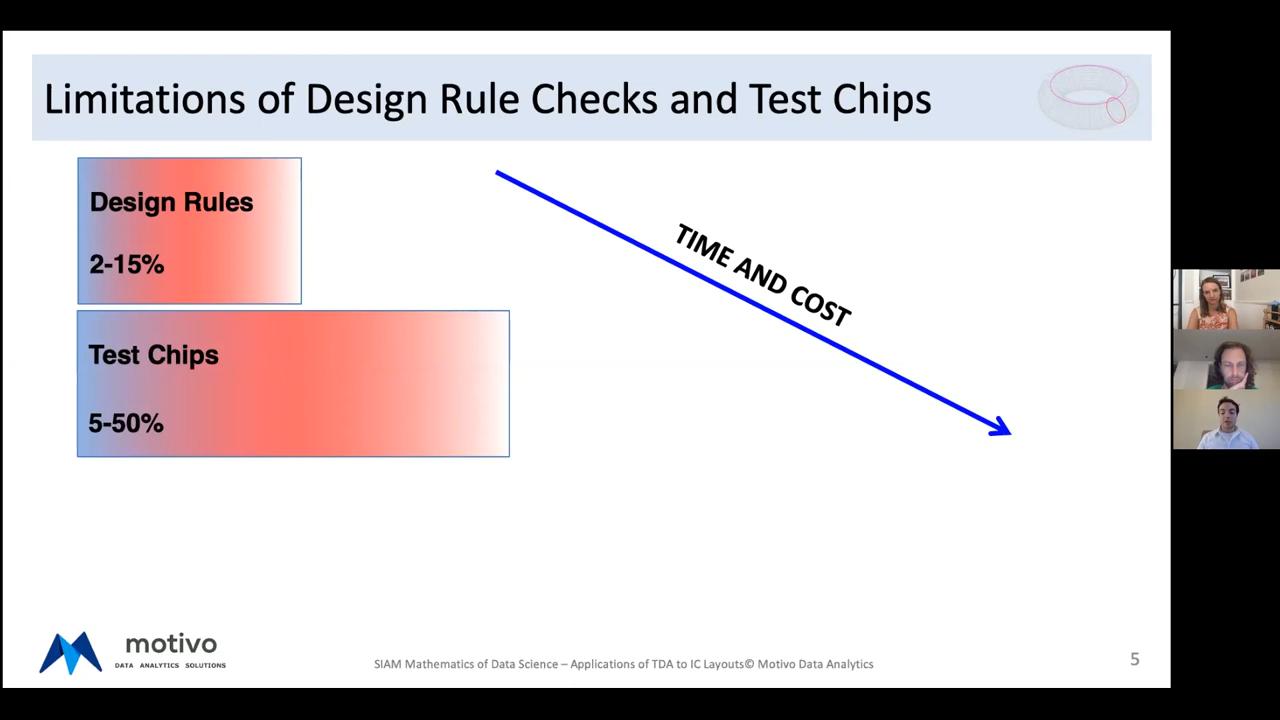 Limitations of Design Rule Checks and Test Chips
Design Rules
2-15%
TIME AND COST
Test Chips
5-50%
motivo
DATA ANALYTICS SOLUTIONS
SIAM Mathematics of Data Science – Applications of TDA to IC Layouts© Motivo Data Analytics
5